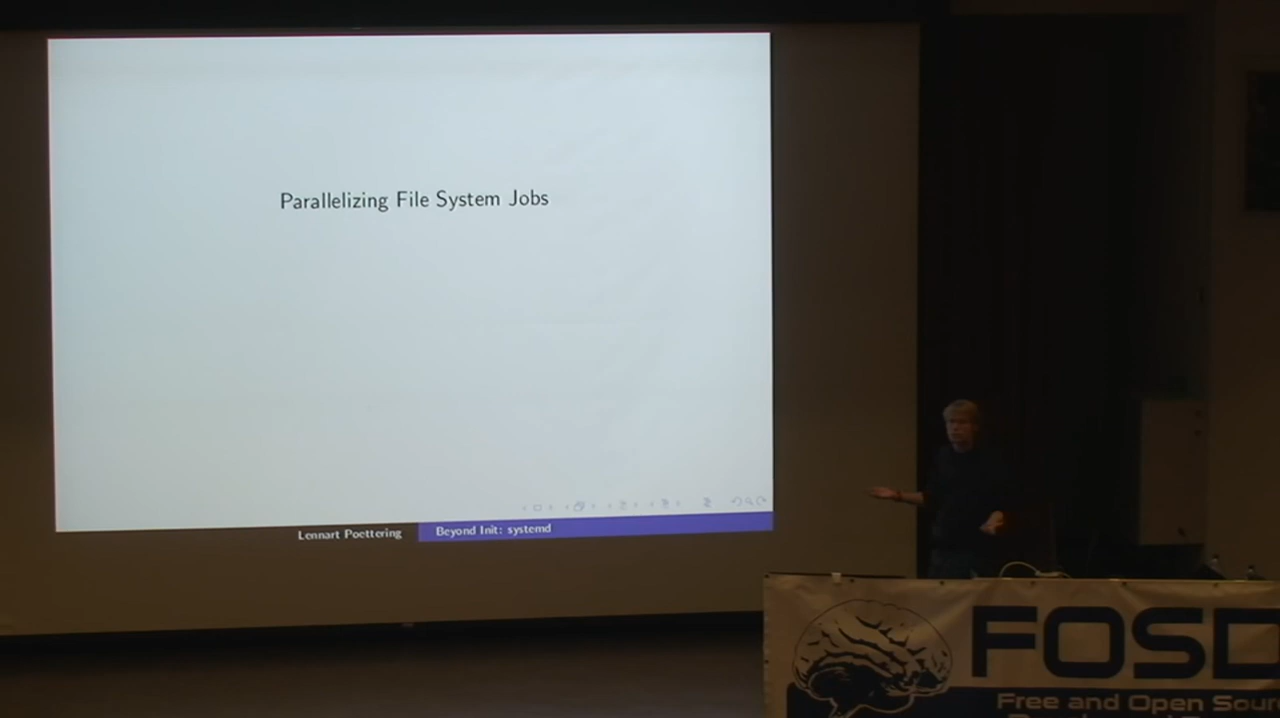 Parallelizing File System Jobs
Lennart Poettering
Beyond Init: systemd
FOSD
Free and Open Sour